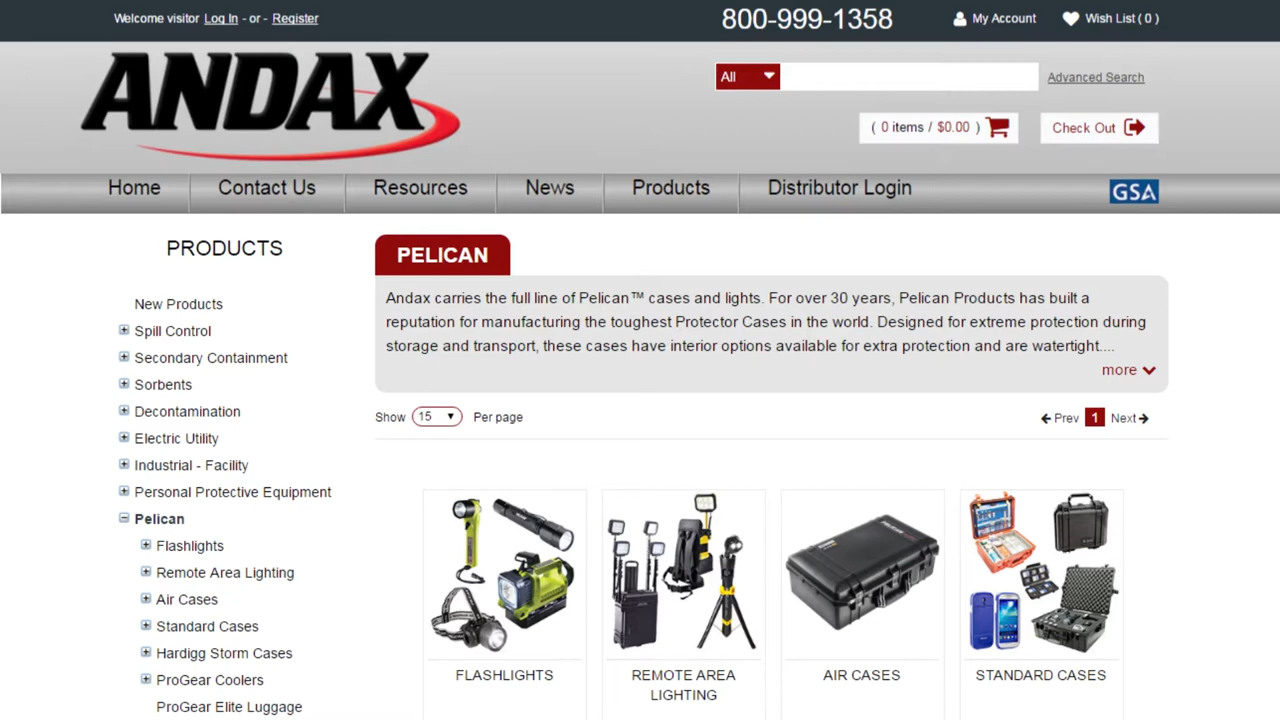 Welcome visitor Log In - or - Register
800-999-1358
My Account
Wish List ( 0 )
ANDAX
All
Advanced Search
( 0 items / $0.00 )
Check Out
Home
Contact Us
Resources
News
Products
Distributor Login
GSA
PRODUCTS
New Products
Spill Control
Secondary Containment
Sorbents
Decontamination
Electric Utility
Industrial - Facility
Personal Protective Equipment
Pelican
Flashlights
Remote Area Lighting
Air Cases
Standard Cases
Hardigg Storm Cases
ProGear Coolers
ProGear Elite Luggage
PELICAN
Andax carries the full line of Pelican™ cases and lights. For over 30 years, Pelican Products has built a
reputation for manufacturing the toughest Protector Cases in the world. Designed for extreme protection during
storage and transport, these cases have interior options available for extra protection and are watertight....
more
Show 15 Per page
Prev 1 Next
FLASHLIGHTS
REMOTE AREA
LIGHTING
AIR CASES
STANDARD CASES